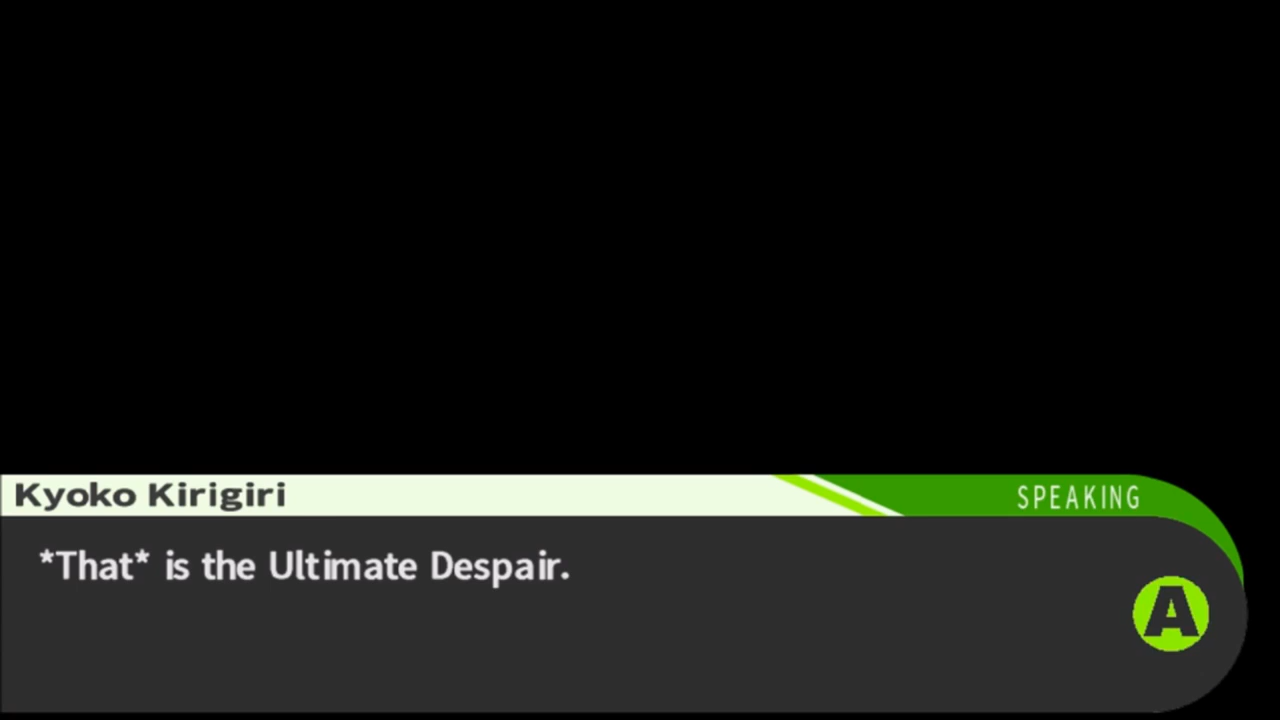 Kyoko Kirigiri
SPEAKING
*That* is the Ultimate Despair.
A